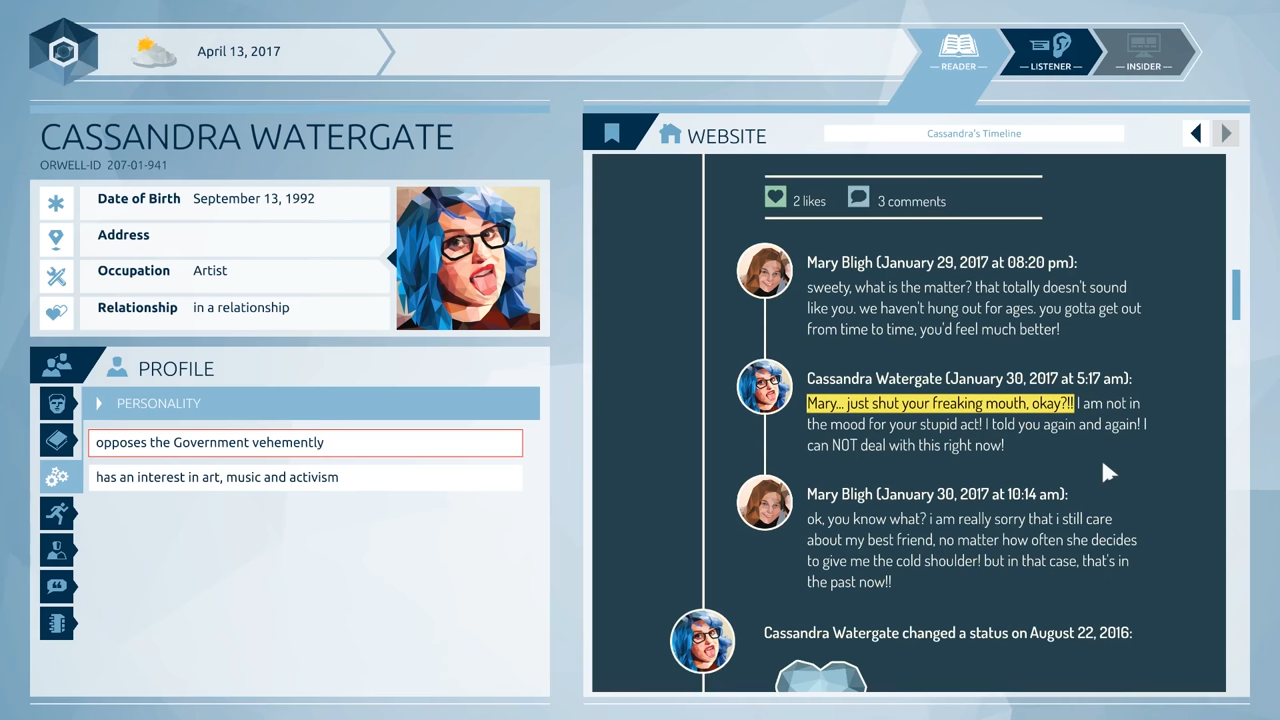 April 13, 2017
— READER —
— LISTENER —
— INSIDER —
CASSANDRA WATERGATE
ORWELL-ID 207-01-941
Date of Birth September 13, 1992
Address
Occupation Artist
Relationship in a relationship
PROFILE
PERSONALITY
opposes the Government vehemently
has an interest in art, music and activism
WEBSITE
Cassandra's Timeline
2 likes 3 comments
Mary Bligh (January 29, 2017 at 08:20 pm):
sweety, what is the matter? that totally doesn't sound
like you. we haven't hung out for ages. you gotta get out
from time to time, you'd feel much better!
Cassandra Watergate (January 30, 2017 at 5:17 am):
Mary... just shut your freaking mouth, okay?!! I am not in
the mood for your stupid act! I told you again and again! I
can NOT deal with this right now!
Mary Bligh (January 30, 2017 at 10:14 am):
ok, you know what? i am really sorry that i still care
about my best friend, no matter how often she decides
to give me the cold shoulder! but in that case, that's in
the past now!!
Cassandra Watergate changed a status on August 22, 2016: